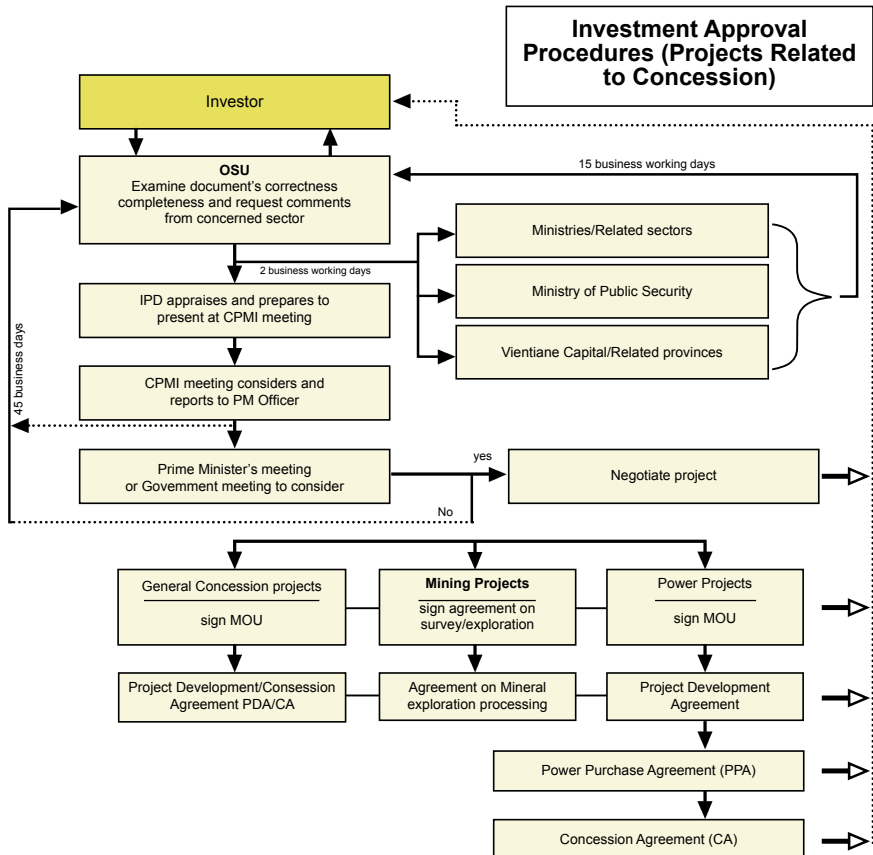 Investment Approval
Procedures (Projects Related
to Concession)
Investor
15 business working days
OSU
Examine document's correctness
completeness and request comments
from concerned sector
Ministries/Related sectors
2 business working days
IPD appraises and prepares to
present at CPMI meeting
Ministry of Public Security
45 business days
Vientiane Capital/Related provinces
CPMI meeting considers and
reports to PM Officer
Prime Minister's meeting
or Government meeting to consider
yes
No
Negotiate project
General Concession projects
sign MOU
Mining Projects
sign agreement on
survey/exploration
Power Projects
sign MOU
Project Development/Consession
Agreement PDA/CA
Agreement on Mineral
exploration processing
Project Development
Agreement
Power Purchase Agreement (PPA)
Concession Agreement (CA)